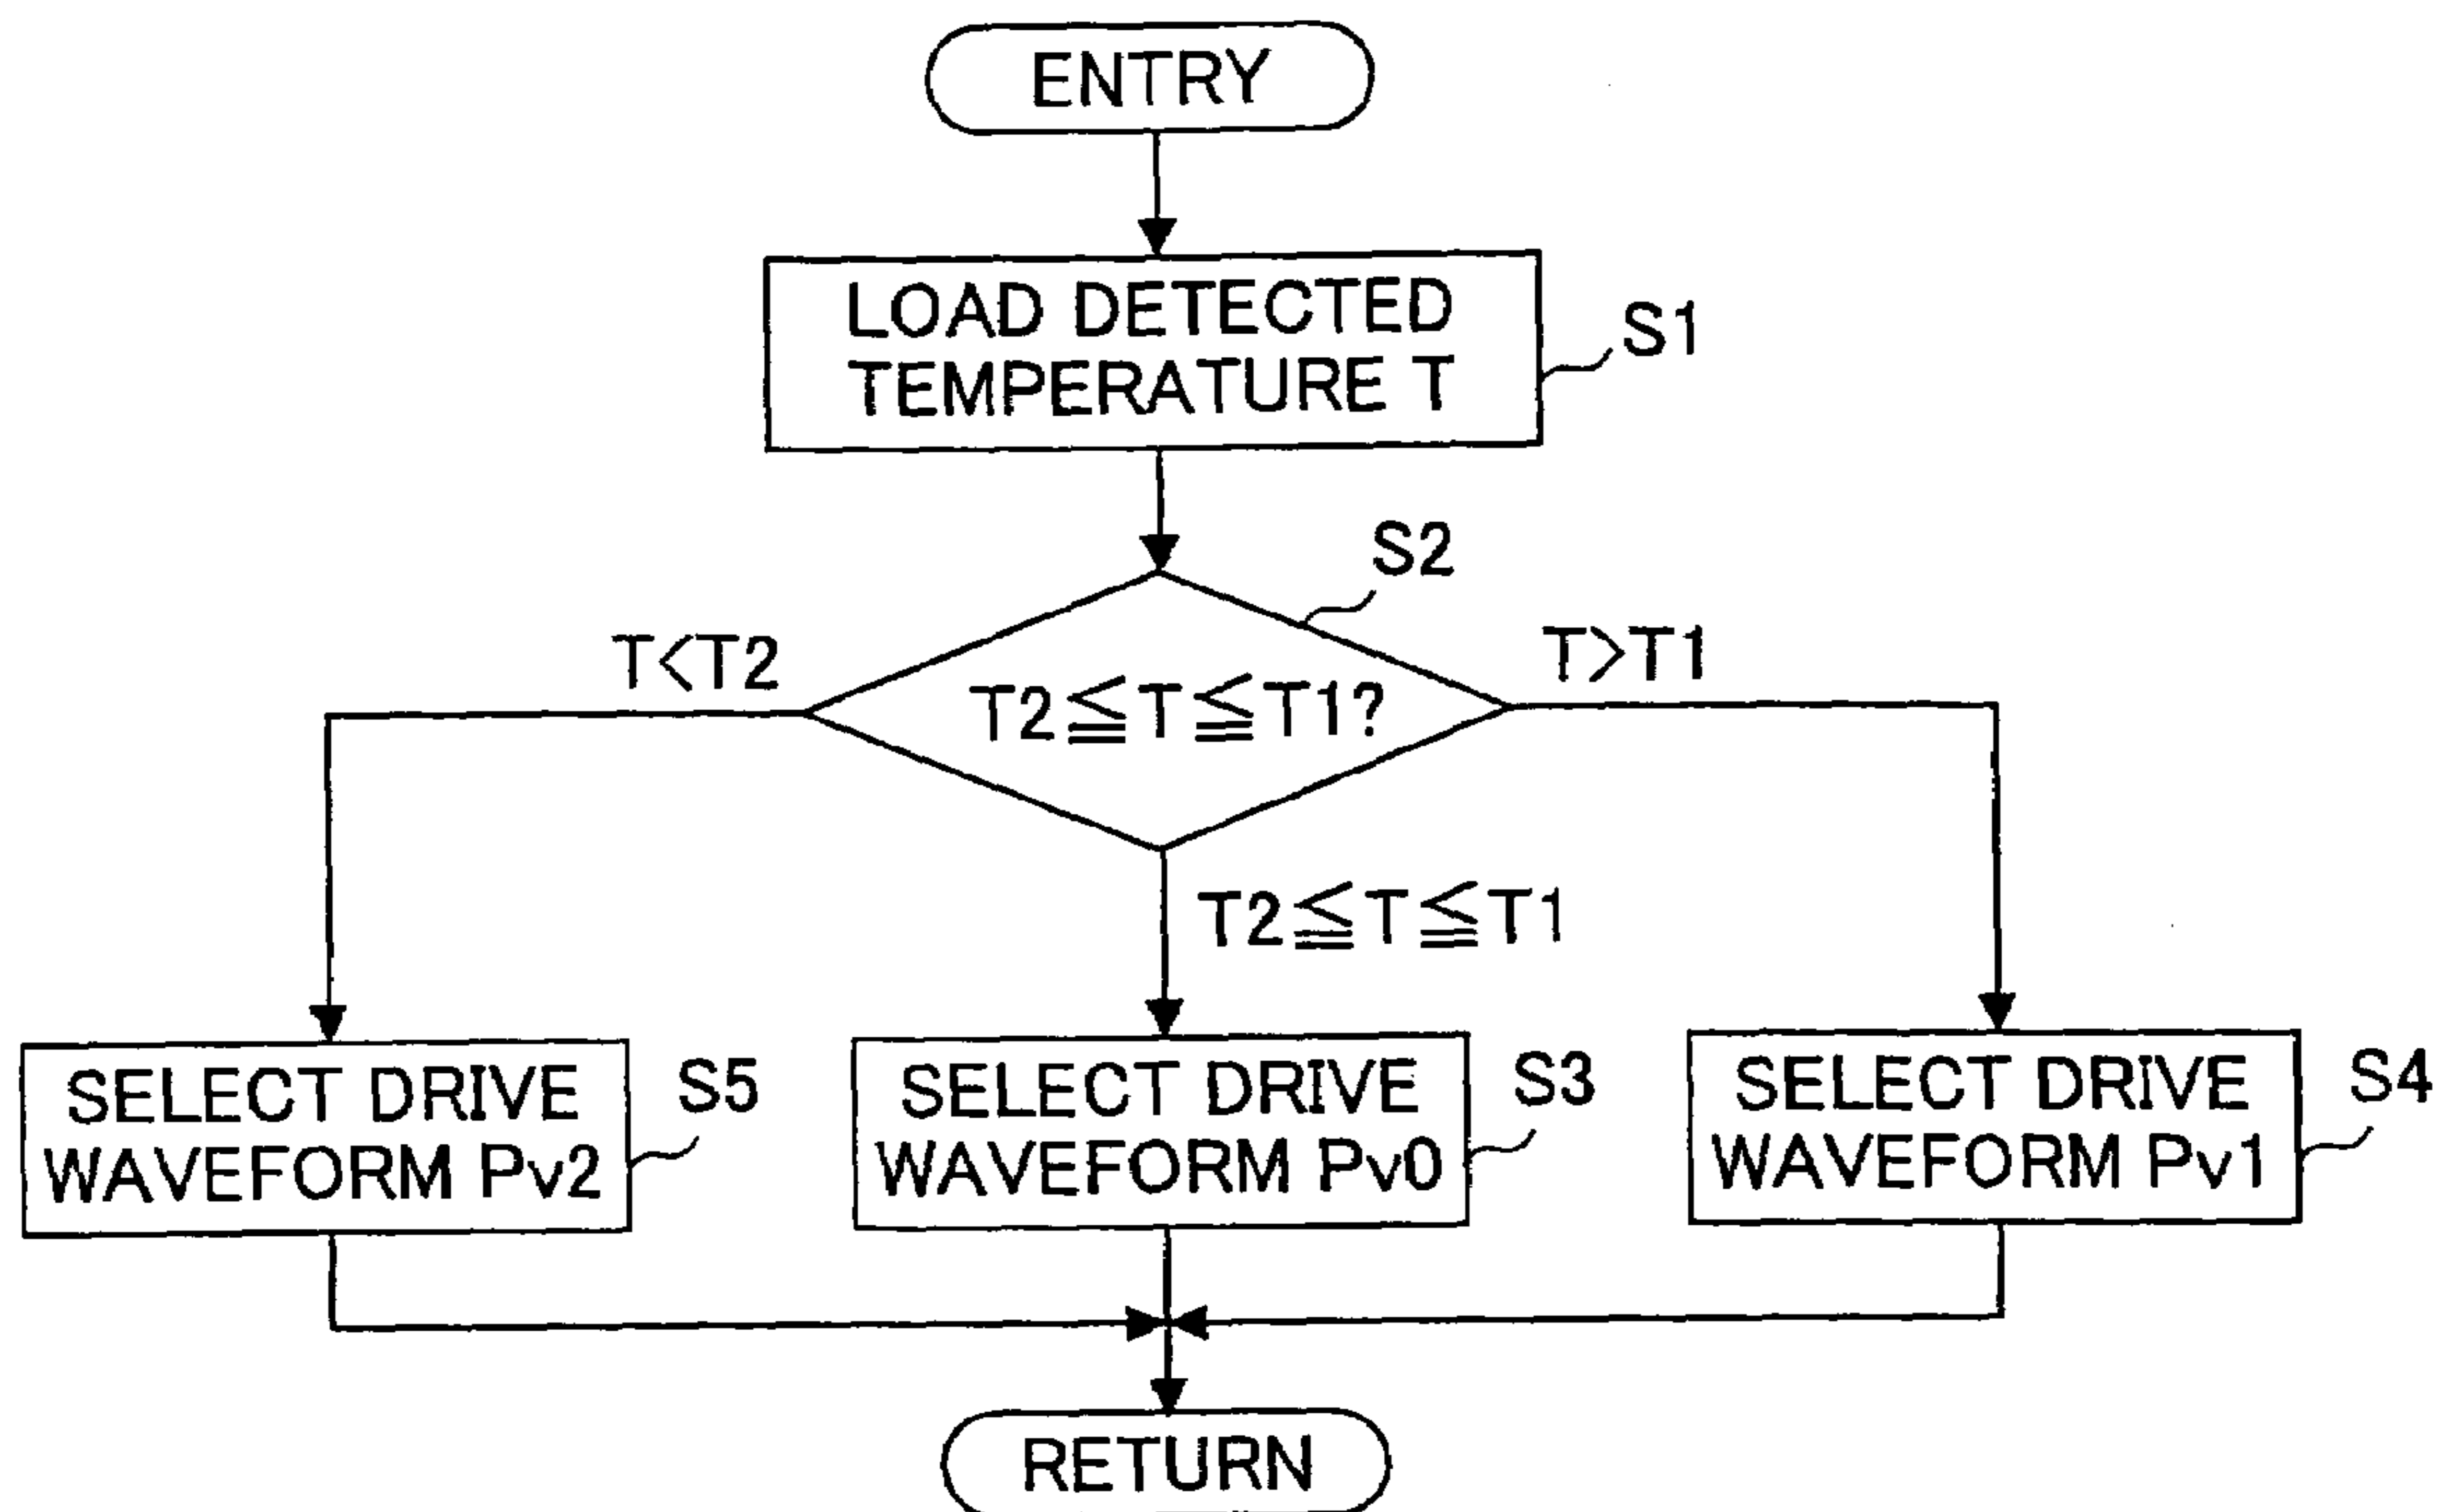 ENTRY
LOAD DETECTED
TEMPERATURE T
S1
S2
T<T2
T2≦T≦T1?
T>T1
T2≦T≦T1
SELECT DRIVE
WAVEFORM Pv2
S5
SELECT DRIVE
WAVEFORM Pv0
S3
SELECT DRIVE
WAVEFORM Pv1
S4
RETURN